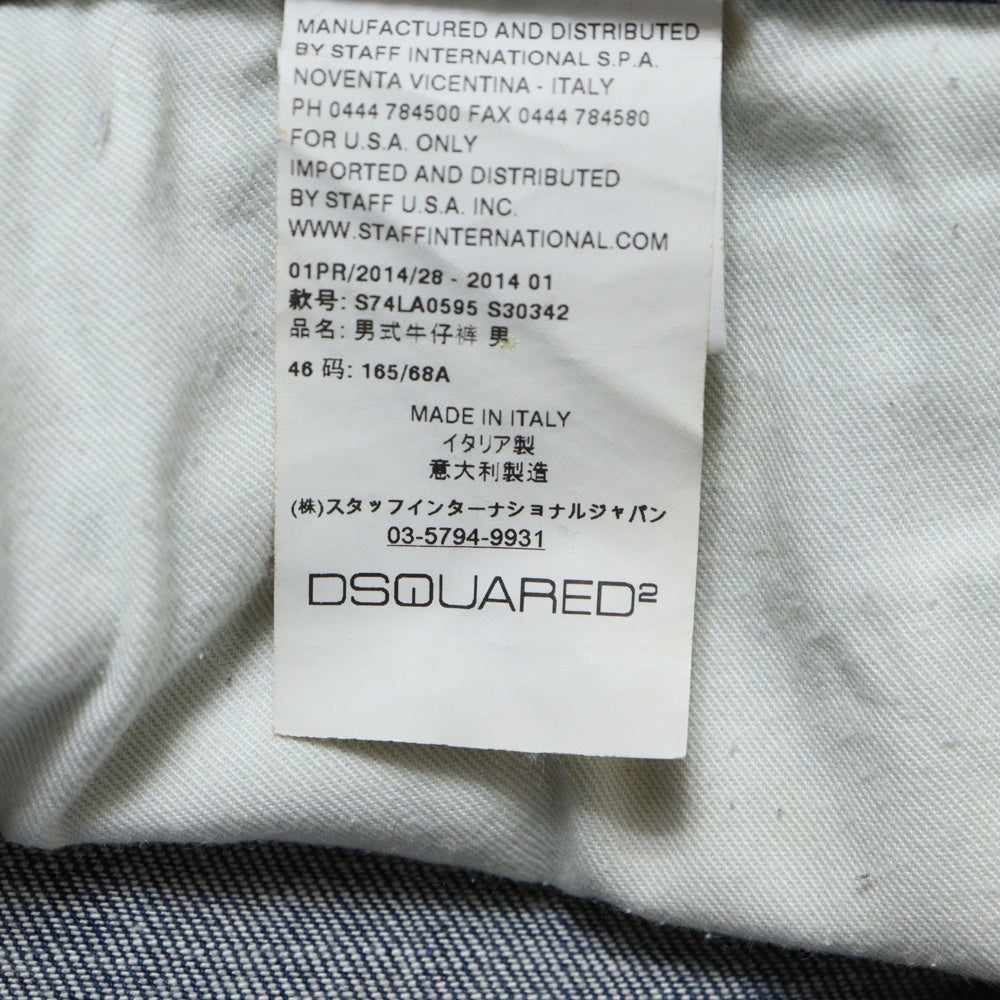 MANUFACTURED AND DISTRIBUTED
BY STAFF INTERNATIONAL S.P.A.
NOVENTA VICENTINA - ITALY
PH 0444 784500 FAX 0444 784580
FOR U.S.A. ONLY
IMPORTED AND DISTRIBUTED
BY STAFF U.S.A. INC.
WWW.STAFFINTERNATIONAL.COM
01PR/2014/28 - 2014 01
款号: S74LA0595 S30342
品名: 男式牛仔裤 男
46 码: 165/68A
MADE IN ITALY
イタリア製
意大利製造
(株)スタッフインターナショナルジャパン
03-5794-9931
DSQUARED²